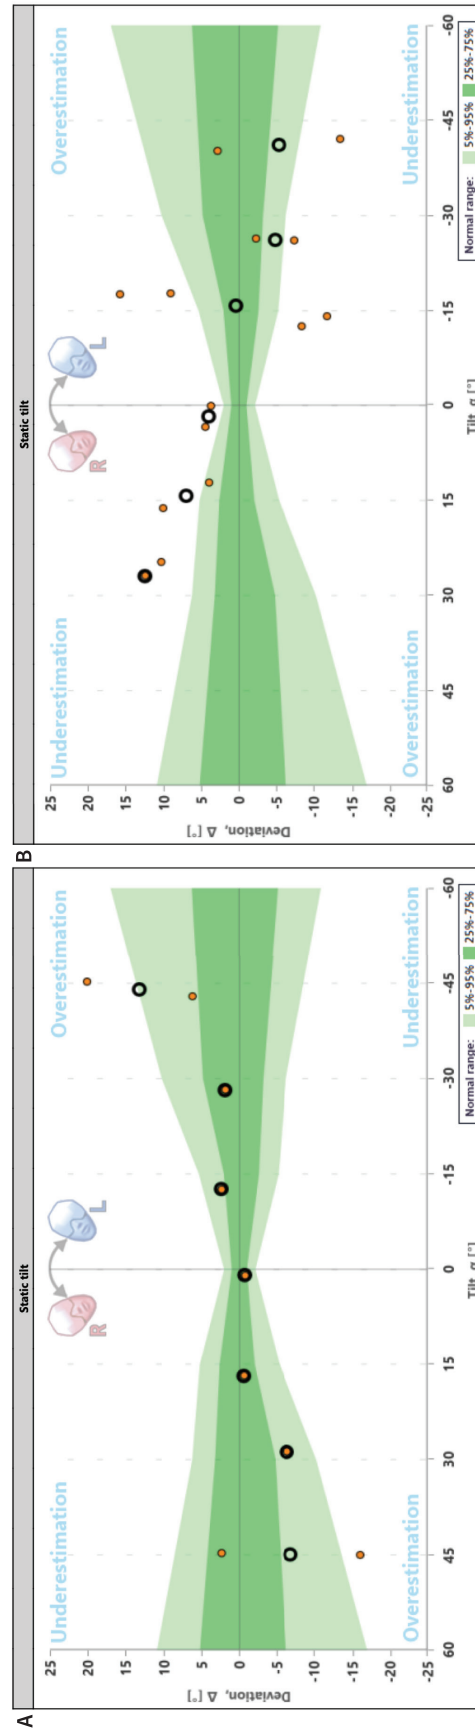 A
Static tilt
Underestimation
Overestimation
R
L
25
20
15
10
5
0
-5
-10
-15
-20
-25
Deviation, Δ [°]
Overestimation
Underestimation
60 45 30 15 0 -15 -30 -45 -60
Tilt, α [°]
Normal range: 5%-95% 25%-75%
B
Static tilt
Underestimation
Overestimation
R
L
25
20
15
10
5
0
-5
-10
-15
-20
-25
Deviation, Δ [°]
Overestimation
Underestimation
60 45 30 15 0 -15 -30 -45 -60
Tilt, α [°]
Normal range: 5%-95% 25%-75%